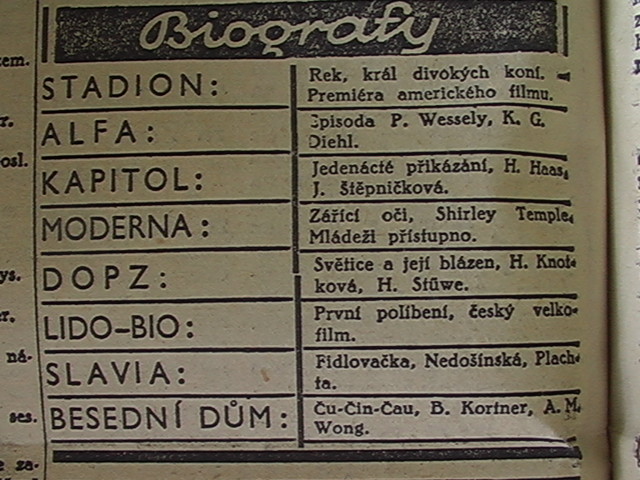 Biografy
STADION:
Rek, král divokých koní.
Premiéra amerického filmu.
ALFA:
Episoda P. Wessely, K. G.
Diehl.
KAPITOL:
Jedenácté přikázání, H. Haas,
J. Štěpničková.
MODERNA:
Zářící oči, Shirley Temple.
Mládeži přístupno.
DOPZ:
Světice a její blázen, H. Knot-
ková, H. Stüwe.
LIDO-BIO:
První políbení, český velko-
film.
SLAVIA:
Fidlovačka, Nedošínská, Plach-
ta.
BESEDNÍ DŮM:
Ču-Čin-Čau, B. Kortner, A. M.
Wong.